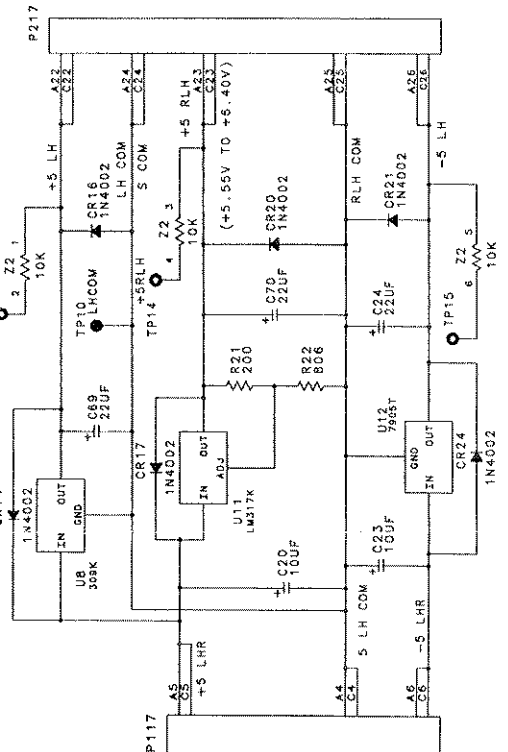 P217
A22
C22
A24
C24
A23
C23
A25
C25
A26
C26
+5 LH
LH COM
S COM
+5 RLH
(+5.55V TO +6.40V)
RLH COM
-5 LH
Z2
1
2
10K
CR16
1N4002
TP10
LHCOM
Z2
3
4
10K
+5RLH
TP14
CR20
1N4002
CR21
1N4002
Z2
5
6
10K
TP15
C69
22UF
C70
22UF
C24
22UF
R21
200
R22
806
1N4002
IN
OUT
GND
U8
309K
CR17
1N4002
IN
OUT
ADJ
U11
LM317K
U12
7905T
GND
IN
OUT
CR24
1N4002
C20
10UF
C23
10UF
+5 LHR
5 LH COM
-5 LHR
A5
C5
A4
C4
A6
C6
P117